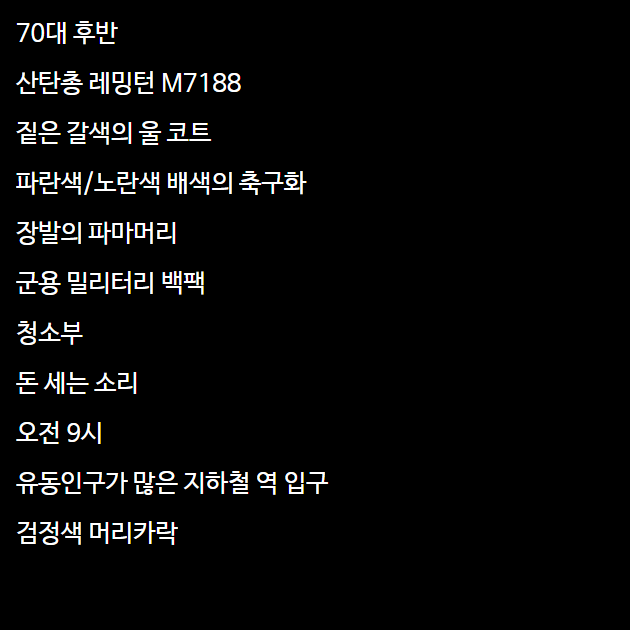 70대 후반
산탄총 레밍턴 M7188
짙은 갈색의 울 코트
파란색/노란색 배색의 축구화
장발의 파마머리
군용 밀리터리 백팩
청소부
돈 세는 소리
오전 9시
유동인구가 많은 지하철 역 입구
검정색 머리카락